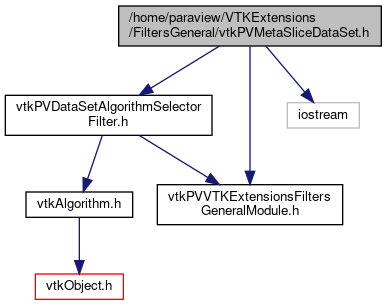 /home/paraview/VTKExtensions
/FiltersGeneral/vtkPVMetaSliceDataSet.h
vtkPVDataSetAlgorithmSelector
Filter.h
iostream
vtkAlgorithm.h
vtkPVVTKExtensionsFilters
GeneralModule.h
vtkObject.h